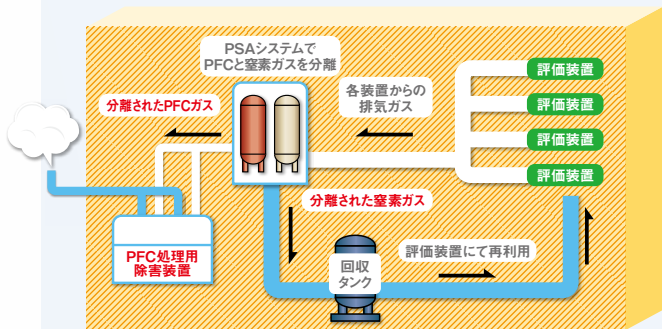 PSAシステムで
PFCと窒素ガスを分離
分離されたPFCガス
各装置からの
排気ガス
評価装置
評価装置
評価装置
評価装置
分離された窒素ガス
PFC処理用
除害装置
回収
タンク
評価装置にて再利用